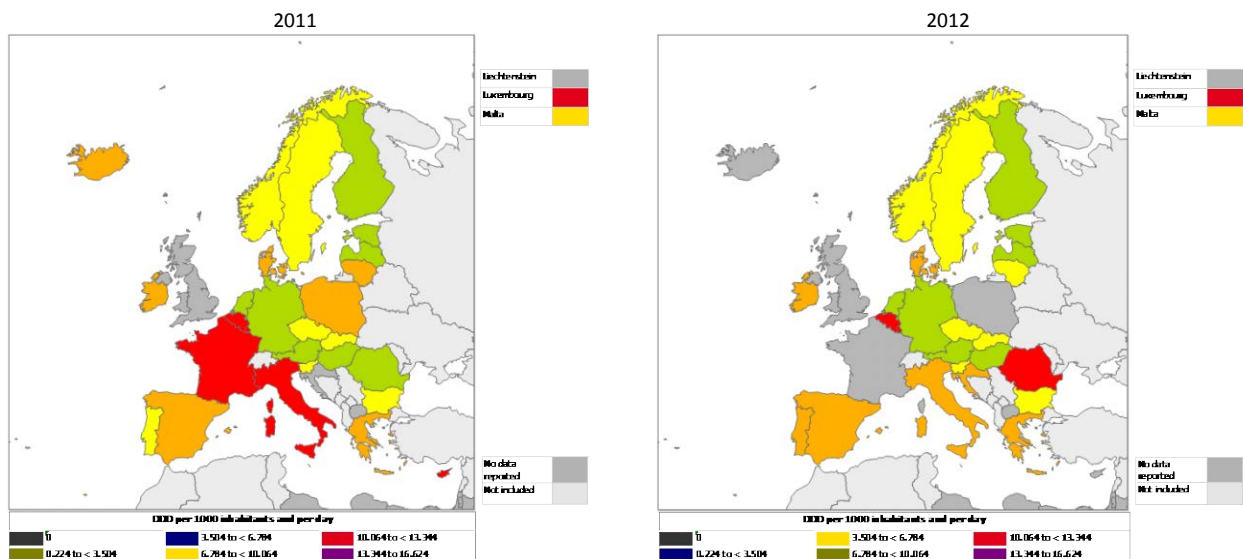 2011
2012
Liechtenstein
Luxembourg
Malta
Liechtenstein
Luxembourg
Malta
No data
reported
Not included
No data
reported
Not included
DDD per 1000 inhabitants and per day
0
3.504 to < 6.784
10.064 to < 13.344
0.224 to < 3.504
6.784 to < 10.064
13.344 to 16.624
DDD per 1000 inhabitants and per day
0
3.504 to < 6.784
10.064 to < 13.344
0.224 to < 3.504
6.784 to < 10.064
13.344 to 16.624